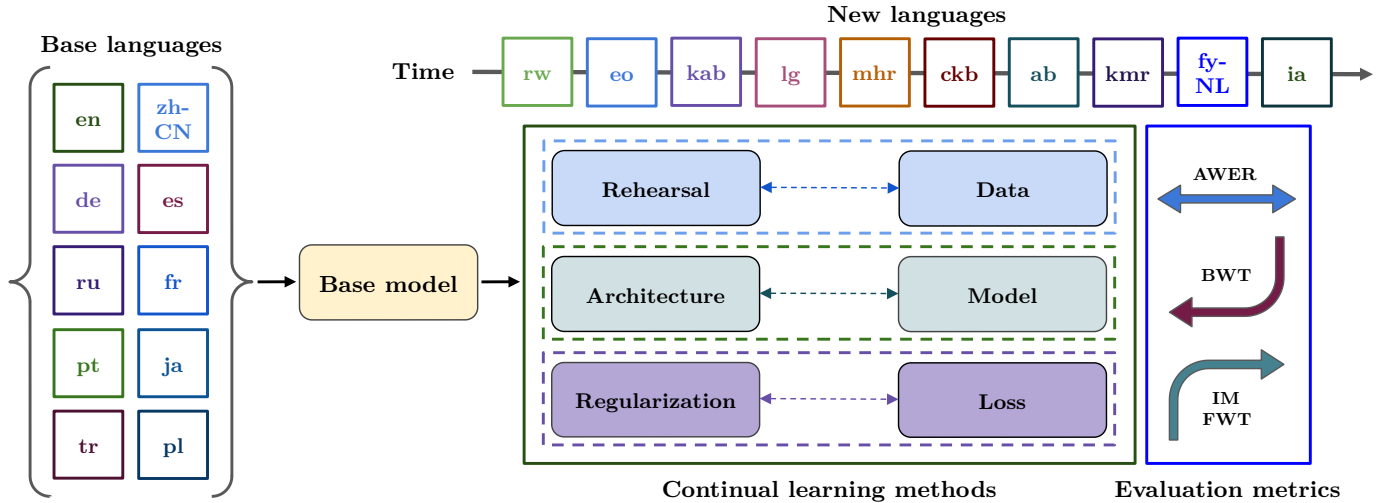 New languages
Base languages
Time
rw
eo
kab
lg
mhr
ckb
ab
kmr
fy-
NL
ia
en
zh-
CN
de
es
ru
fr
pt
ja
tr
pl
Base model
Rehearsal
Data
Architecture
Model
Regularization
Loss
AWER
BWT
IM
FWT
Continual learning methods
Evaluation metrics